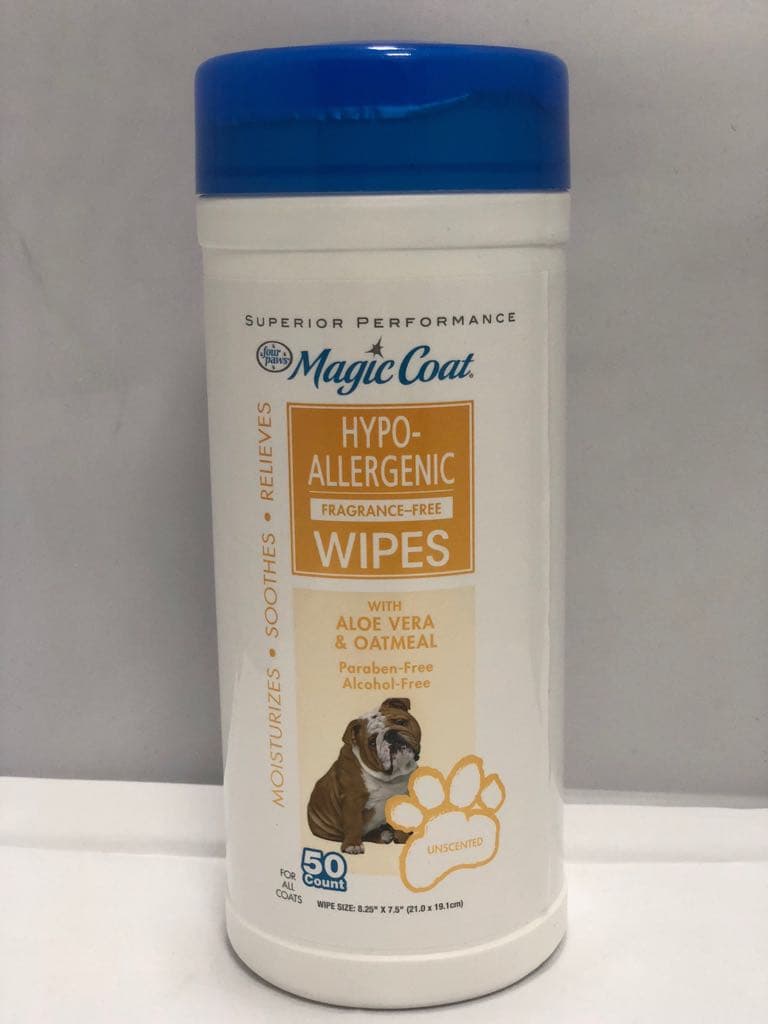 SUPERIOR PERFORMANCE
four paws
Magic Coat®
MOISTURIZES • SOOTHES • RELIEVES
HYPO-
ALLERGENIC
FRAGRANCE–FREE
WIPES
WITH
ALOE VERA
& OATMEAL
Paraben-Free
Alcohol-Free
UNSCENTED
50
Count
FOR
ALL
COATS
WIPE SIZE: 8.25" X 7.5" (21.0 x 19.1cm)